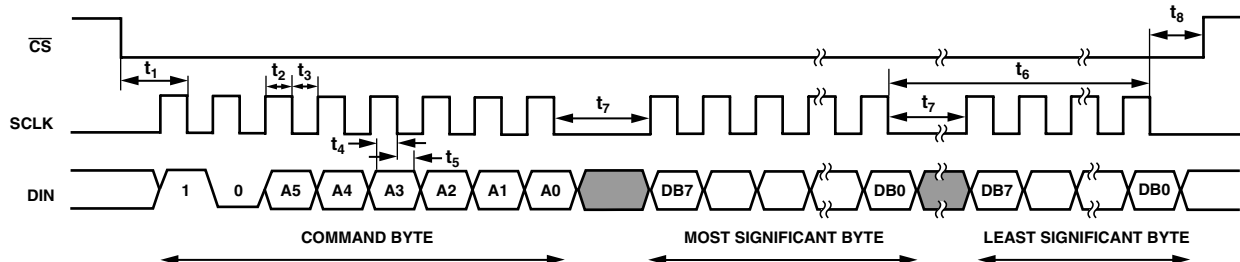 t8
CS
t1
t2
t3
t6
SCLK
t7
t7
t4
t5
DIN
1
0
A5
A4
A3
A2
A1
A0
DB7
DB0
DB7
DB0
COMMAND BYTE
MOST SIGNIFICANT BYTE
LEAST SIGNIFICANT BYTE